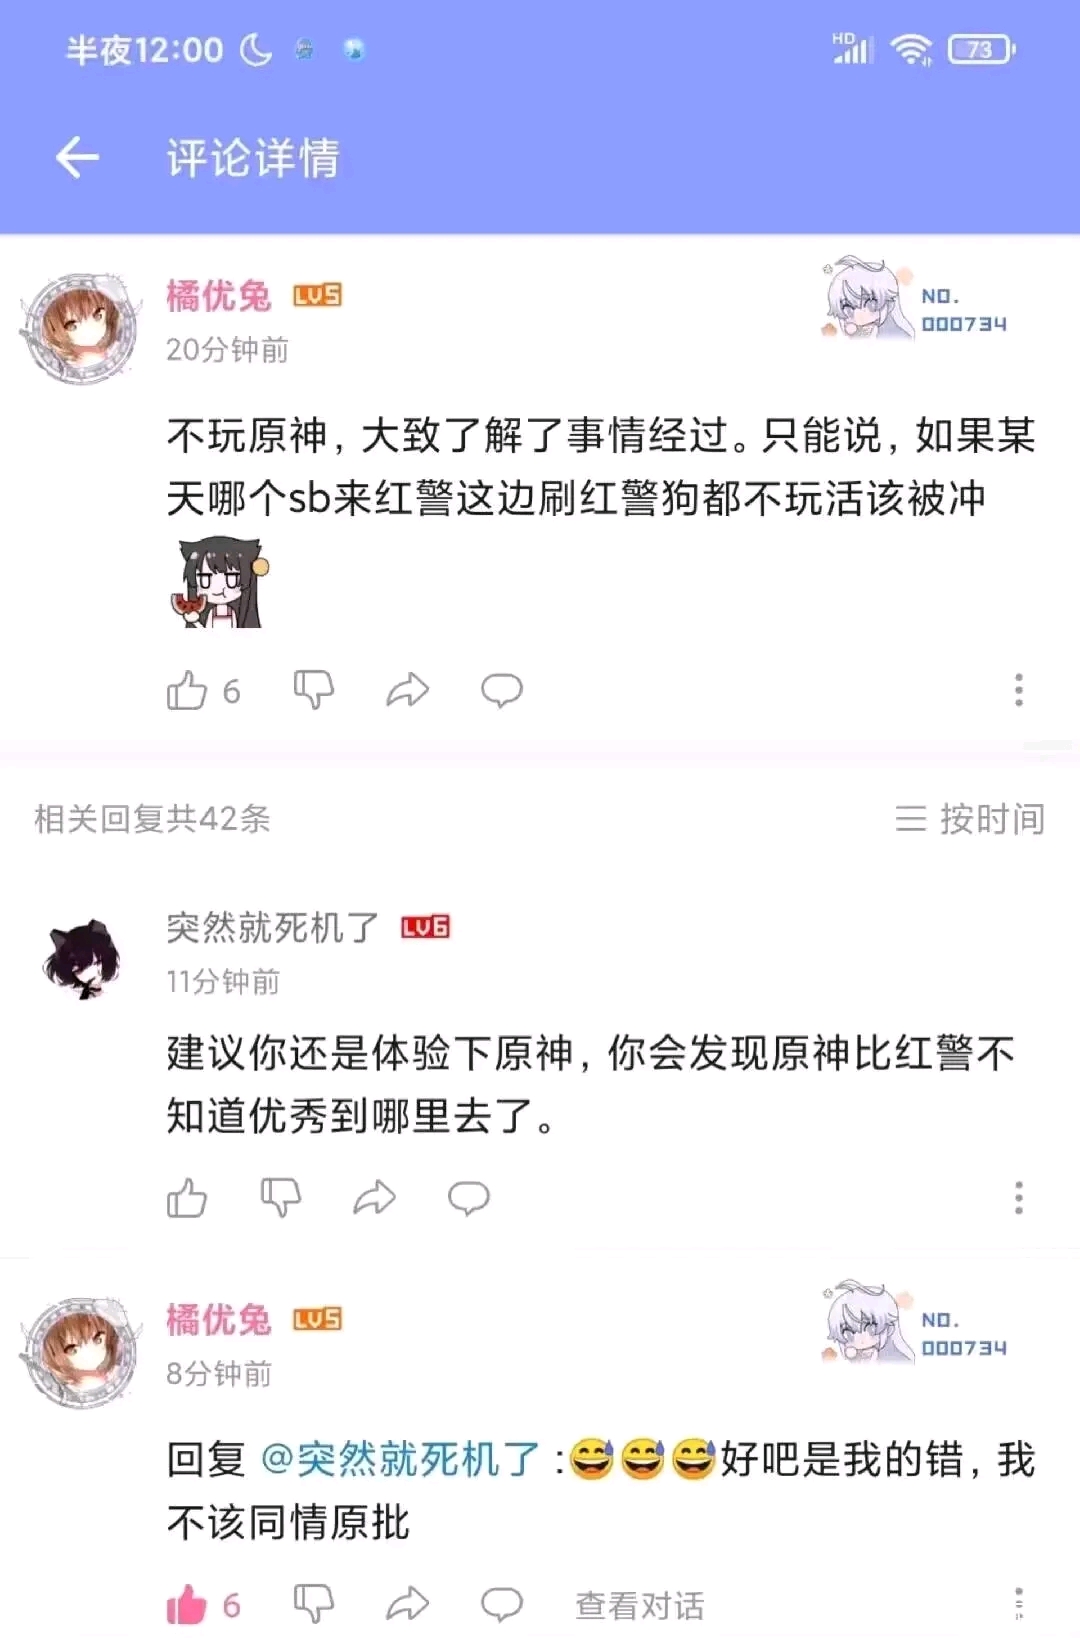 半夜12:00
HD
73
评论详情
橘优兔 LV5
NO.
000734
20分钟前
不玩原神，大致了解了事情经过。只能说，如果某
天哪个sb来红警这边刷红警狗都不玩活该被冲
6
相关回复共42条
按时间
突然就死机了 LV6
11分钟前
建议你还是体验下原神，你会发现原神比红警不
知道优秀到哪里去了。
橘优兔 LV5
NO.
000734
8分钟前
回复 @突然就死机了 :😅😅😅好吧是我的错，我
不该同情原批
6 查看对话